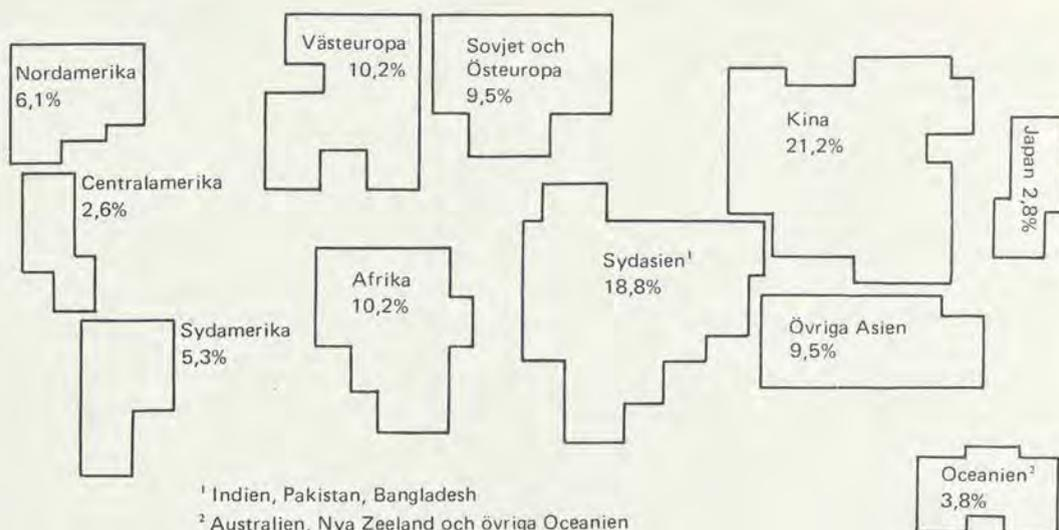 Nordamerika
6,1%
Västeuropa
10,2%
Sovjet och
Östeuropa
9,5%
Kina
21,2%
Japan 2,8%
Centralamerika
2,6%
Afrika
10,2%
Sydasien¹
18,8%
Sydamerika
5,3%
Övriga Asien
9,5%
Oceanien²
3,8%
¹ Indien, Pakistan, Bangladesh
² Australien, Nya Zeeland och övriga Oceanien